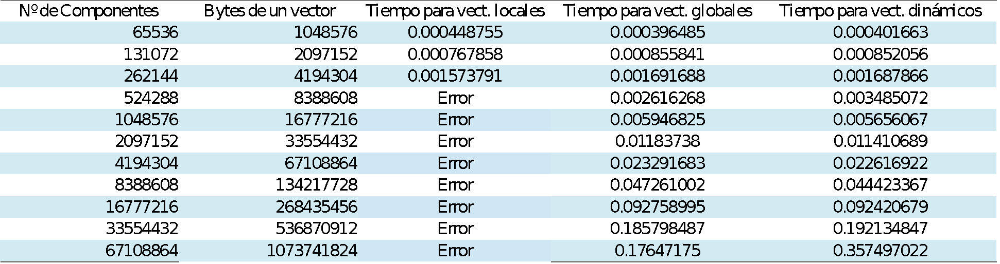 Nº de Componentes Bytes de un vector Tiempo para vect. locales Tiempo para vect. globales Tiempo para vect. dinámicos
65536 1048576 0.000448755 0.000396485 0.000401663
131072 2097152 0.000767858 0.000855841 0.000852056
262144 4194304 0.001573791 0.001691688 0.001687866
524288 8388608 Error 0.002616268 0.003485072
1048576 16777216 Error 0.005946825 0.005656067
2097152 33554432 Error 0.01183738 0.011410689
4194304 67108864 Error 0.023291683 0.022616922
8388608 134217728 Error 0.047261002 0.044423367
16777216 268435456 Error 0.092758995 0.092420679
33554432 536870912 Error 0.185798487 0.192134847
67108864 1073741824 Error 0.17647175 0.357497022